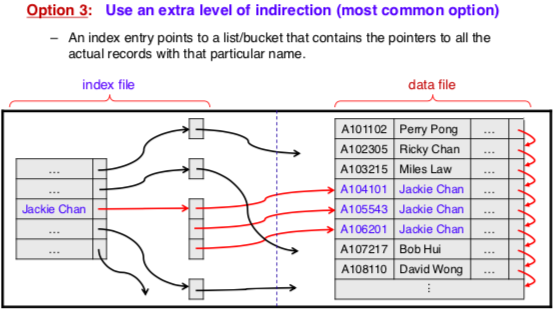 Option 3: Use an extra level of indirection (most common option)
– An index entry points to a list/bucket that contains the pointers to all the
actual records with that particular name.
index file
data file
A101102 Perry Pong ...
A102305 Ricky Chan ...
A103215 Miles Law ...
A104101 Jackie Chan ...
A105543 Jackie Chan ...
A106201 Jackie Chan ...
A107217 Bob Hui ...
A108110 David Wong ...
⋮
...
...
Jackie Chan
...
...